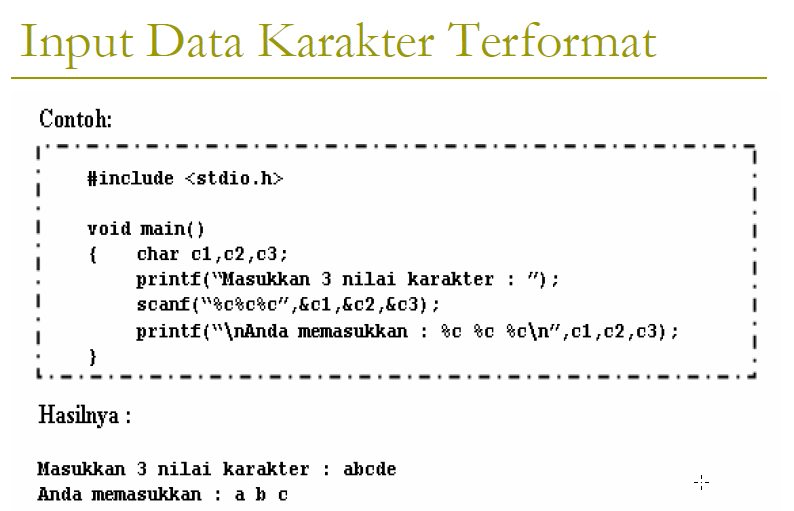 Input Data Karakter Terformat
Contoh:
#include <stdio.h>
void main()
{ char c1,c2,c3;
printf(“Masukkan 3 nilai karakter : ”);
scanf(“%c%c%c”,&c1,&c2,&c3);
printf(“\nAnda memasukkan : %c %c %c\n”,c1,c2,c3);
}
Hasilnya :
Masukkan 3 nilai karakter : abcde
Anda memasukkan : a b c